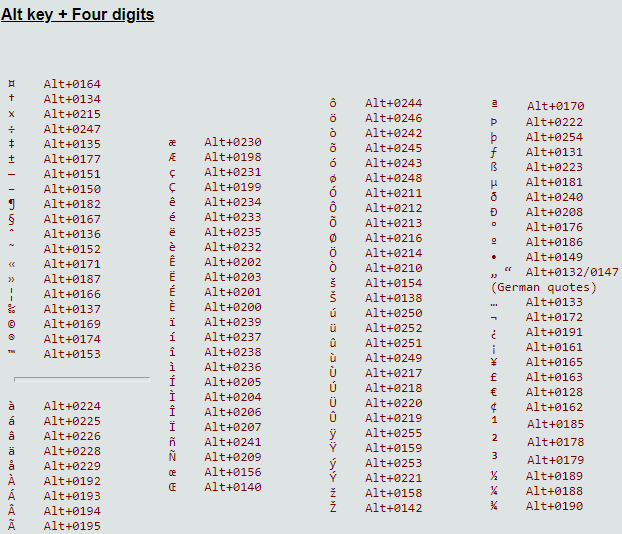 Alt key + Four digits
¤ Alt+0164
† Alt+0134
× Alt+0215
÷ Alt+0247
‡ Alt+0135
± Alt+0177
— Alt+0151
– Alt+0150
¶ Alt+0182
§ Alt+0167
ˆ Alt+0136
˜ Alt+0152
« Alt+0171
» Alt+0187
¦ Alt+0166
‰ Alt+0137
© Alt+0169
® Alt+0174
™ Alt+0153
à Alt+0224
á Alt+0225
â Alt+0226
ä Alt+0228
å Alt+0229
À Alt+0192
Á Alt+0193
Â Alt+0194
Ã Alt+0195
æ Alt+0230
Æ Alt+0198
ç Alt+0231
Ç Alt+0199
ê Alt+0234
é Alt+0233
ë Alt+0235
è Alt+0232
Ê Alt+0202
Ë Alt+0203
É Alt+0201
È Alt+0200
ï Alt+0239
í Alt+0237
î Alt+0238
ì Alt+0236
Í Alt+0205
Ì Alt+0204
Î Alt+0206
Ï Alt+0207
ñ Alt+0241
Ñ Alt+0209
œ Alt+0156
Œ Alt+0140
ô Alt+0244
ö Alt+0246
ò Alt+0242
õ Alt+0245
ó Alt+0243
ø Alt+0248
Ó Alt+0211
Ô Alt+0212
Õ Alt+0213
Ø Alt+0216
Ö Alt+0214
Ò Alt+0210
š Alt+0154
Š Alt+0138
ú Alt+0250
ü Alt+0252
û Alt+0251
ù Alt+0249
Ù Alt+0217
Ú Alt+0218
Ü Alt+0220
Û Alt+0219
ÿ Alt+0255
Ÿ Alt+0159
ý Alt+0253
Ý Alt+0221
ž Alt+0158
Ž Alt+0142
ª Alt+0170
Þ Alt+0222
þ Alt+0254
ƒ Alt+0131
ß Alt+0223
µ Alt+0181
ð Alt+0240
Ð Alt+0208
° Alt+0176
º Alt+0186
• Alt+0149
„ “ Alt+0132/0147
(German quotes)
… Alt+0133
¬ Alt+0172
¿ Alt+0191
¡ Alt+0161
¥ Alt+0165
£ Alt+0163
€ Alt+0128
¢ Alt+0162
¹ Alt+0185
² Alt+0178
³ Alt+0179
½ Alt+0189
¼ Alt+0188
¾ Alt+0190